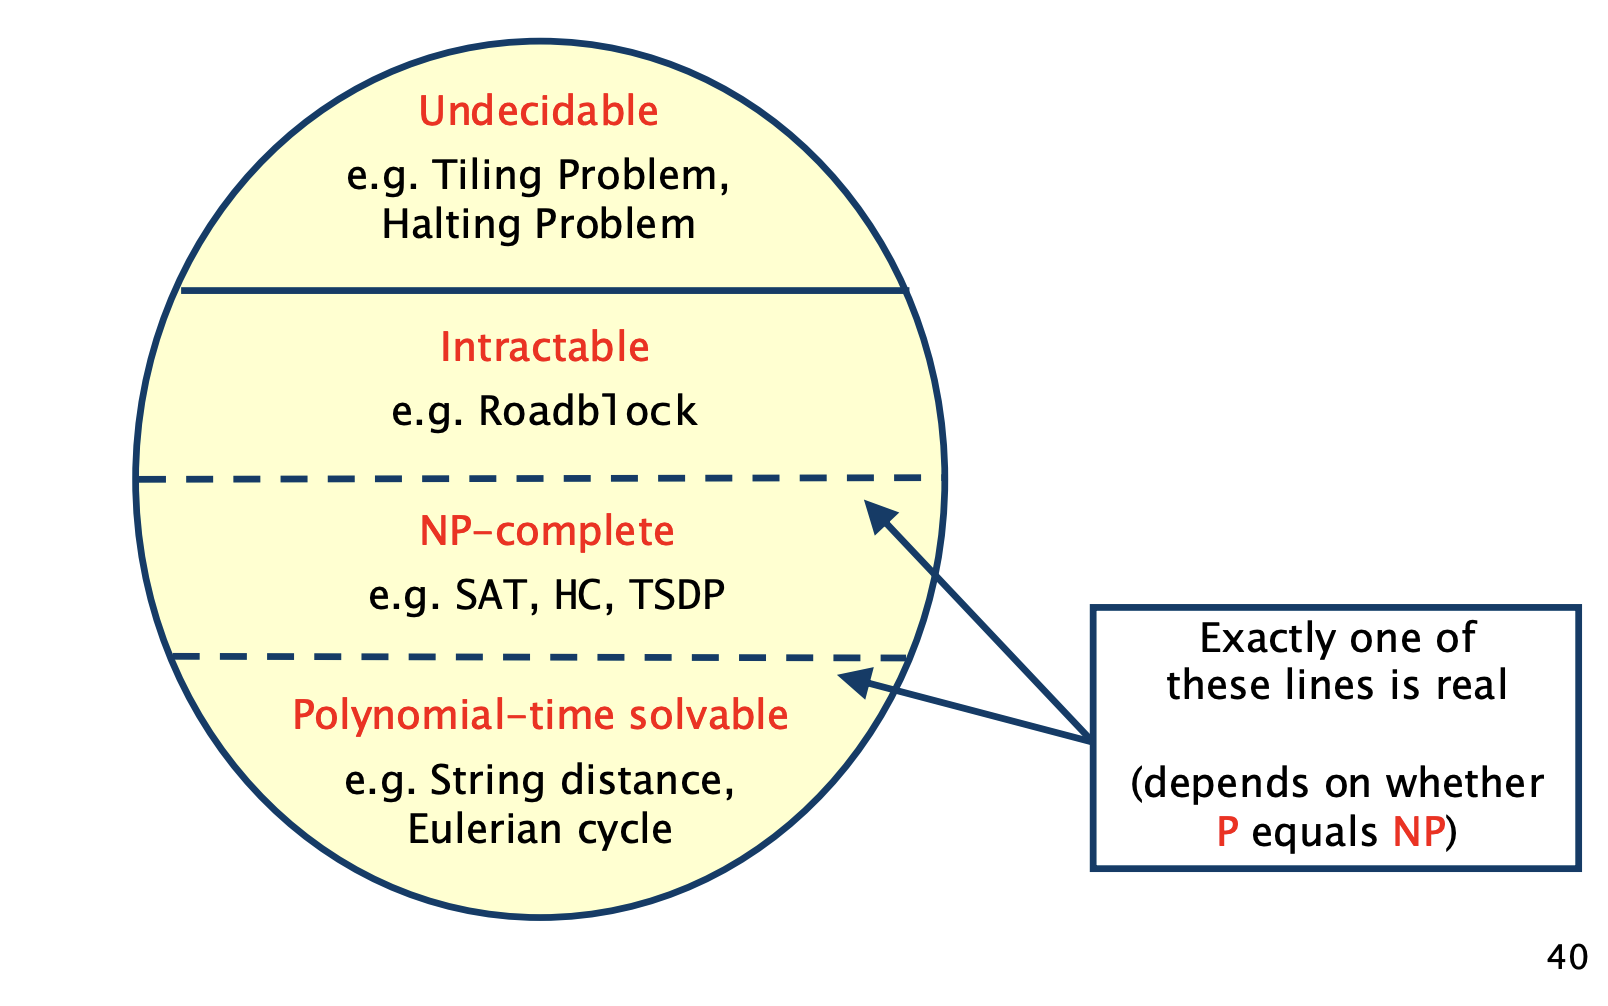 Undecidable
e.g. Tiling Problem,
Halting Problem
Intractable
e.g. Roadblock
NP-complete
e.g. SAT, HC, TSDP
Polynomial-time solvable
e.g. String distance,
Eulerian cycle
Exactly one of
these lines is real
(depends on whether
P equals NP)
40